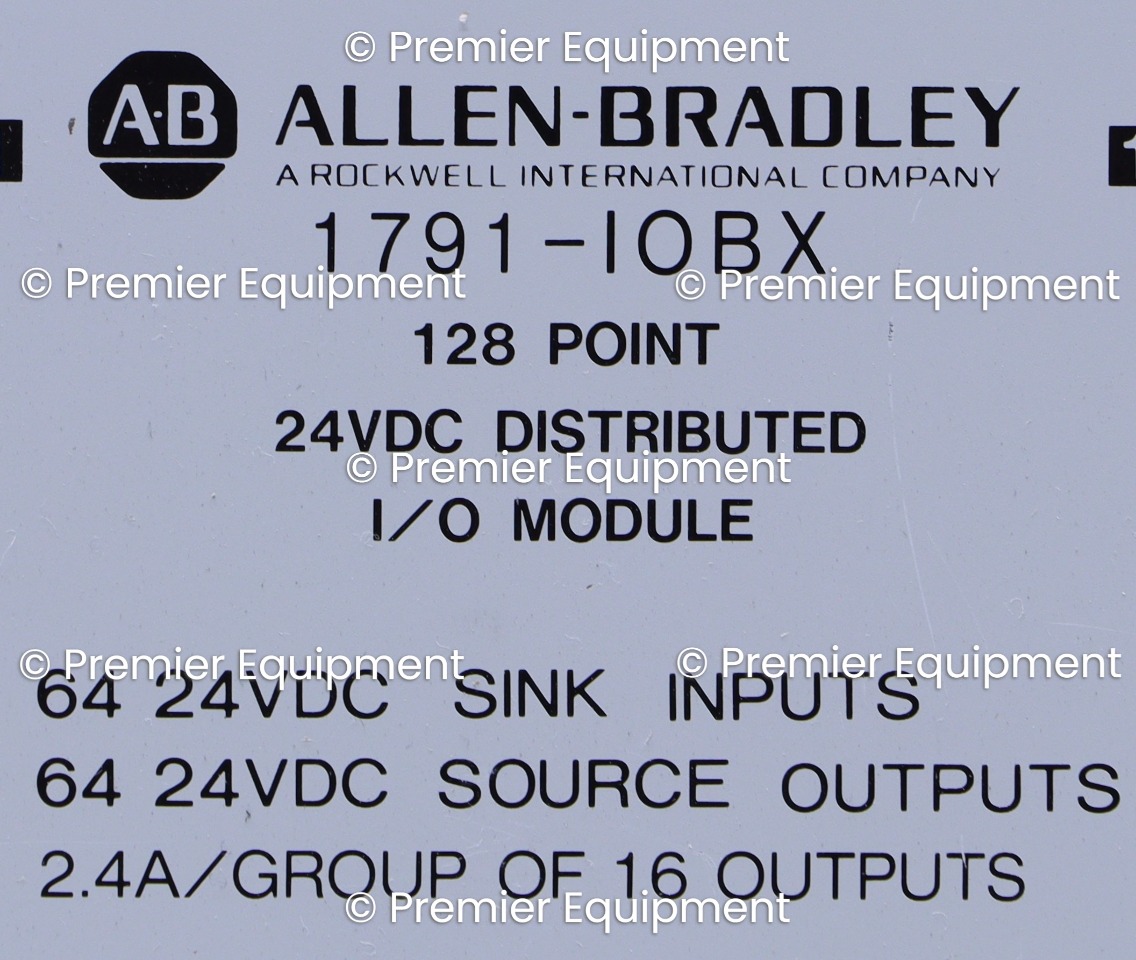 © Premier Equipment
A·B ALLEN-BRADLEY
A ROCKWELL INTERNATIONAL COMPANY
1791-IOBX
© Premier Equipment © Premier Equipment
128 POINT
24VDC DISTRIBUTED
© Premier Equipment
I/O MODULE
© Premier Equipment © Premier Equipment
64 24VDC SINK INPUTS
64 24VDC SOURCE OUTPUTS
2.4A/GROUP OF 16 OUTPUTS
© Premier Equipment